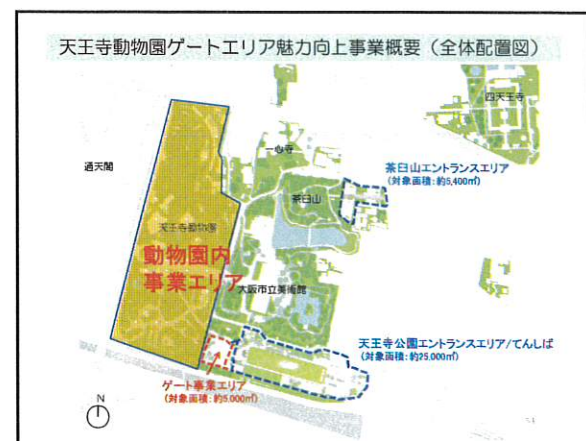 天王寺動物園ゲートエリア魅力向上事業概要（全体配置図）
四天王寺
一心寺
通天閣
茶臼山エントランスエリア
（対象面積：約5,400㎡）
茶臼山
天王寺動物園
動物園内
事業エリア
大阪市立美術館
天王寺公園エントランスエリア/てんしば
（対象面積：約25,000㎡）
ゲート事業エリア
（対象面積：約5,000㎡）
N